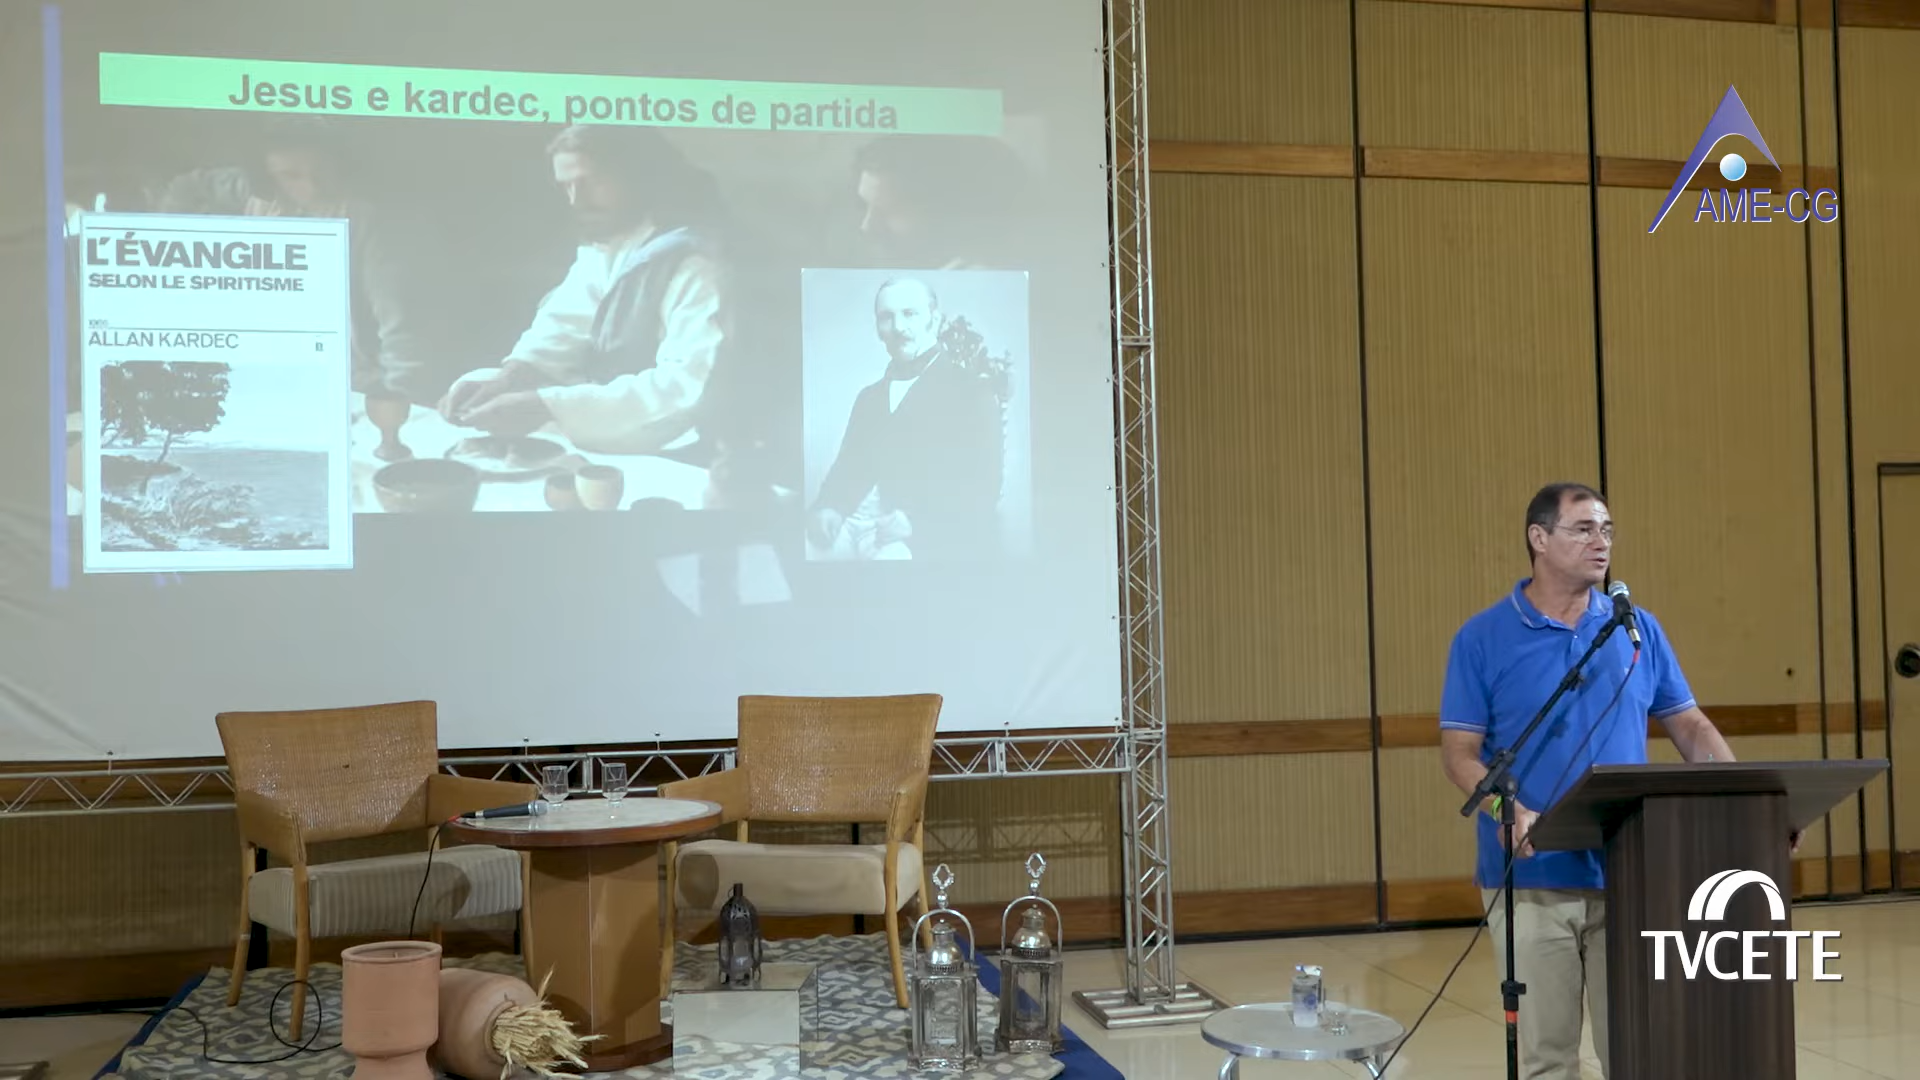 Jesus e kardec, pontos de partida
L'ÉVANGILE
SELON LE SPIRITISME
ALLAN KARDEC
AME-CG
TVCETE